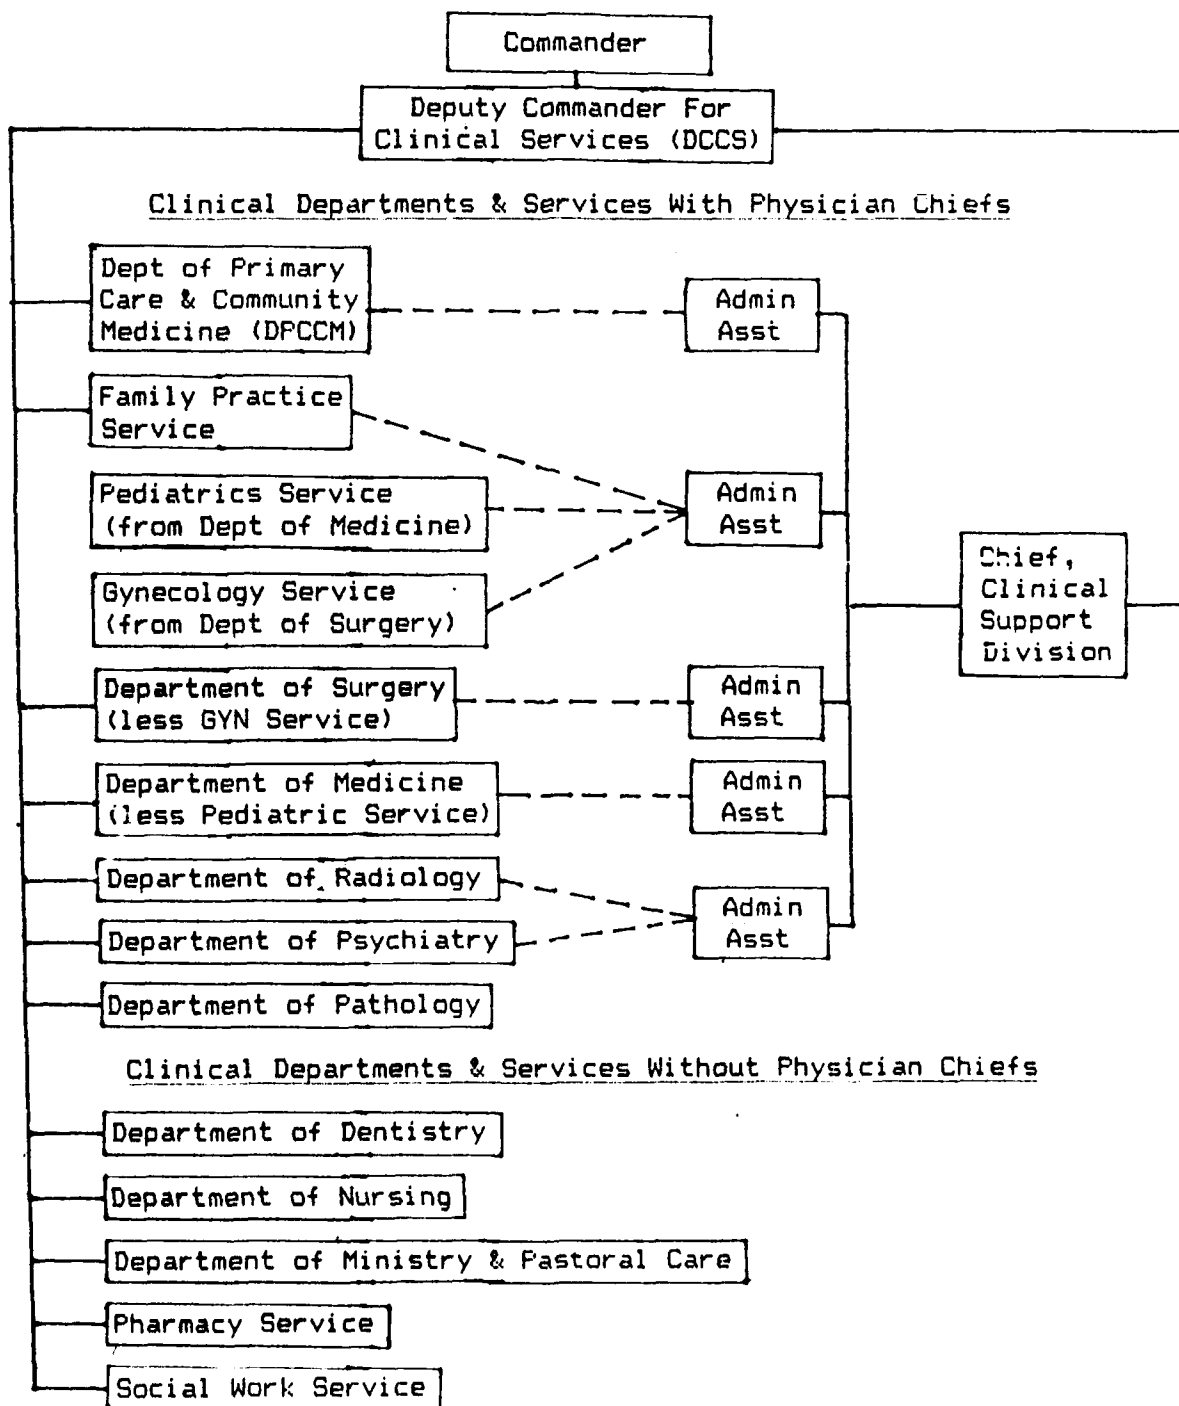 Commander
Deputy Commander For
Clinical Services (DCCS)
Clinical Departments & Services With Physician Chiefs
Dept of Primary
Care & Community
Medicine (DPCCM)
Admin
Asst
Family Practice
Service
Pediatrics Service
(from Dept of Medicine)
Admin
Asst
Gynecology Service
(from Dept of Surgery)
Chief,
Clinical
Support
Division
Department of Surgery
(less GYN Service)
Admin
Asst
Department of Medicine
(less Pediatric Service)
Admin
Asst
Department of Radiology
Admin
Asst
Department of Psychiatry
Department of Pathology
Clinical Departments & Services Without Physician Chiefs
Department of Dentistry
Department of Nursing
Department of Ministry & Pastoral Care
Pharmacy Service
Social Work Service